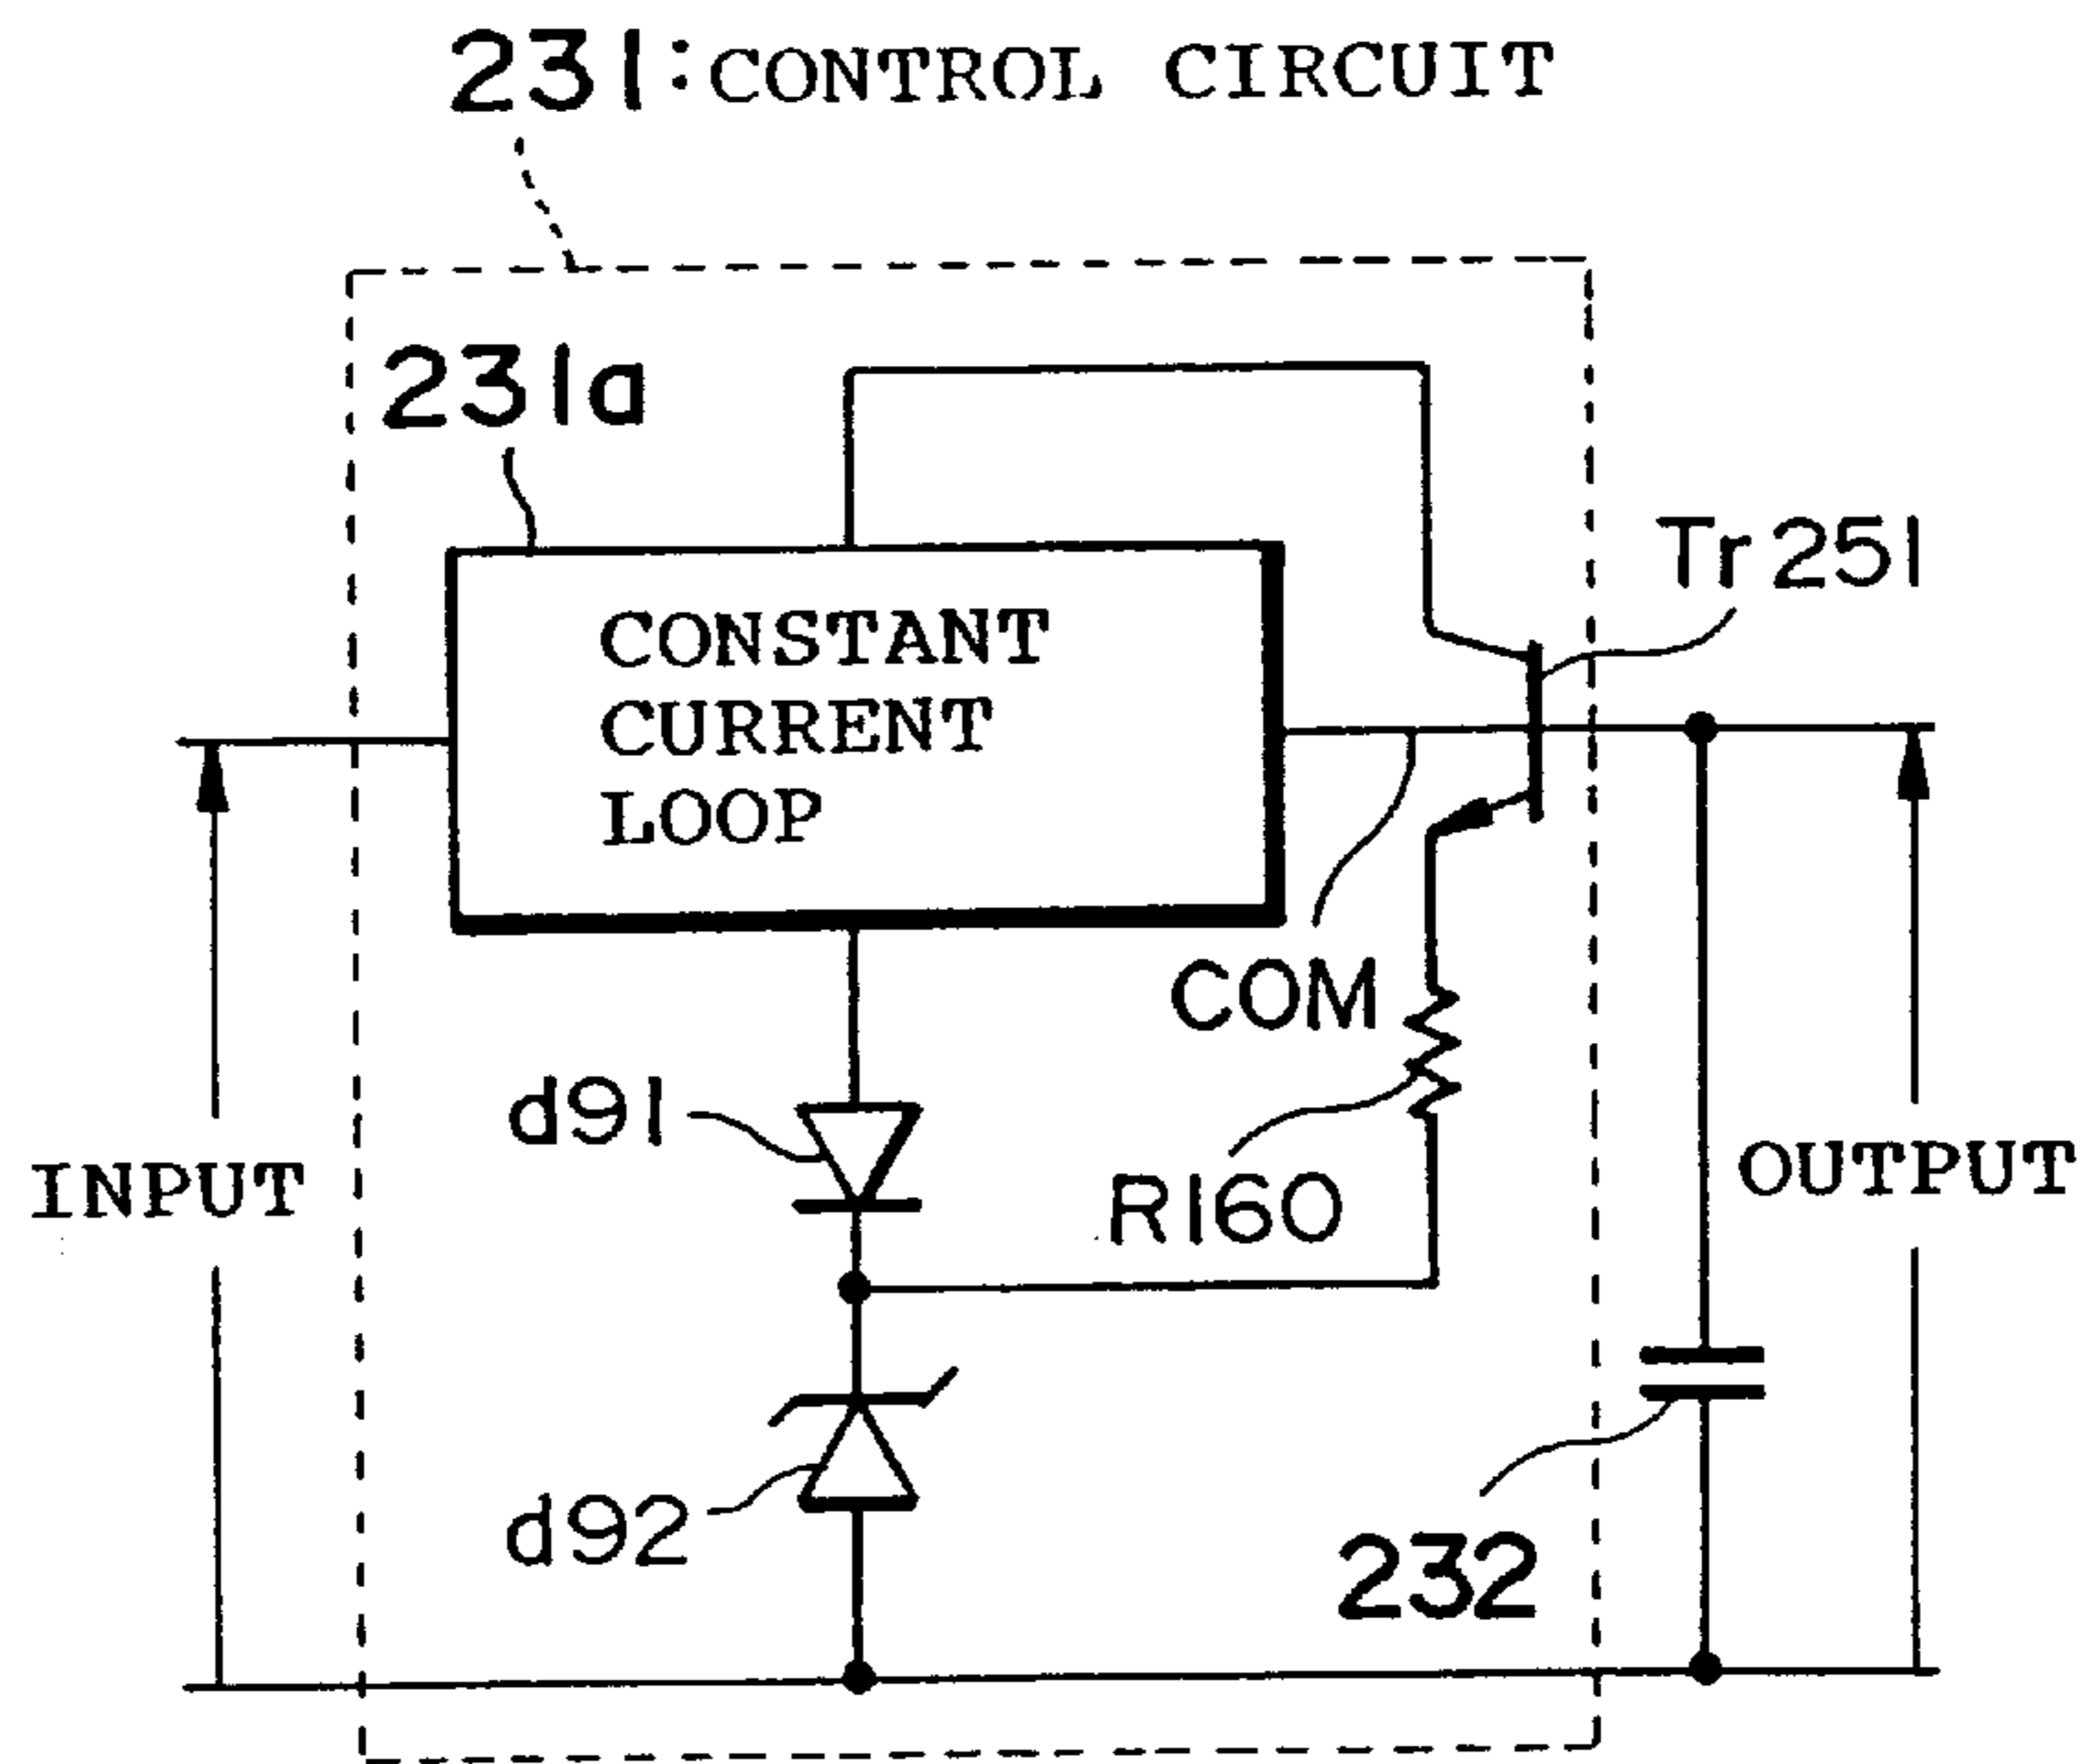 231:CONTROL CIRCUIT
231a
Tr251
CONSTANT
CURRENT
LOOP
COM
d91
R160
INPUT
OUTPUT
d92
232